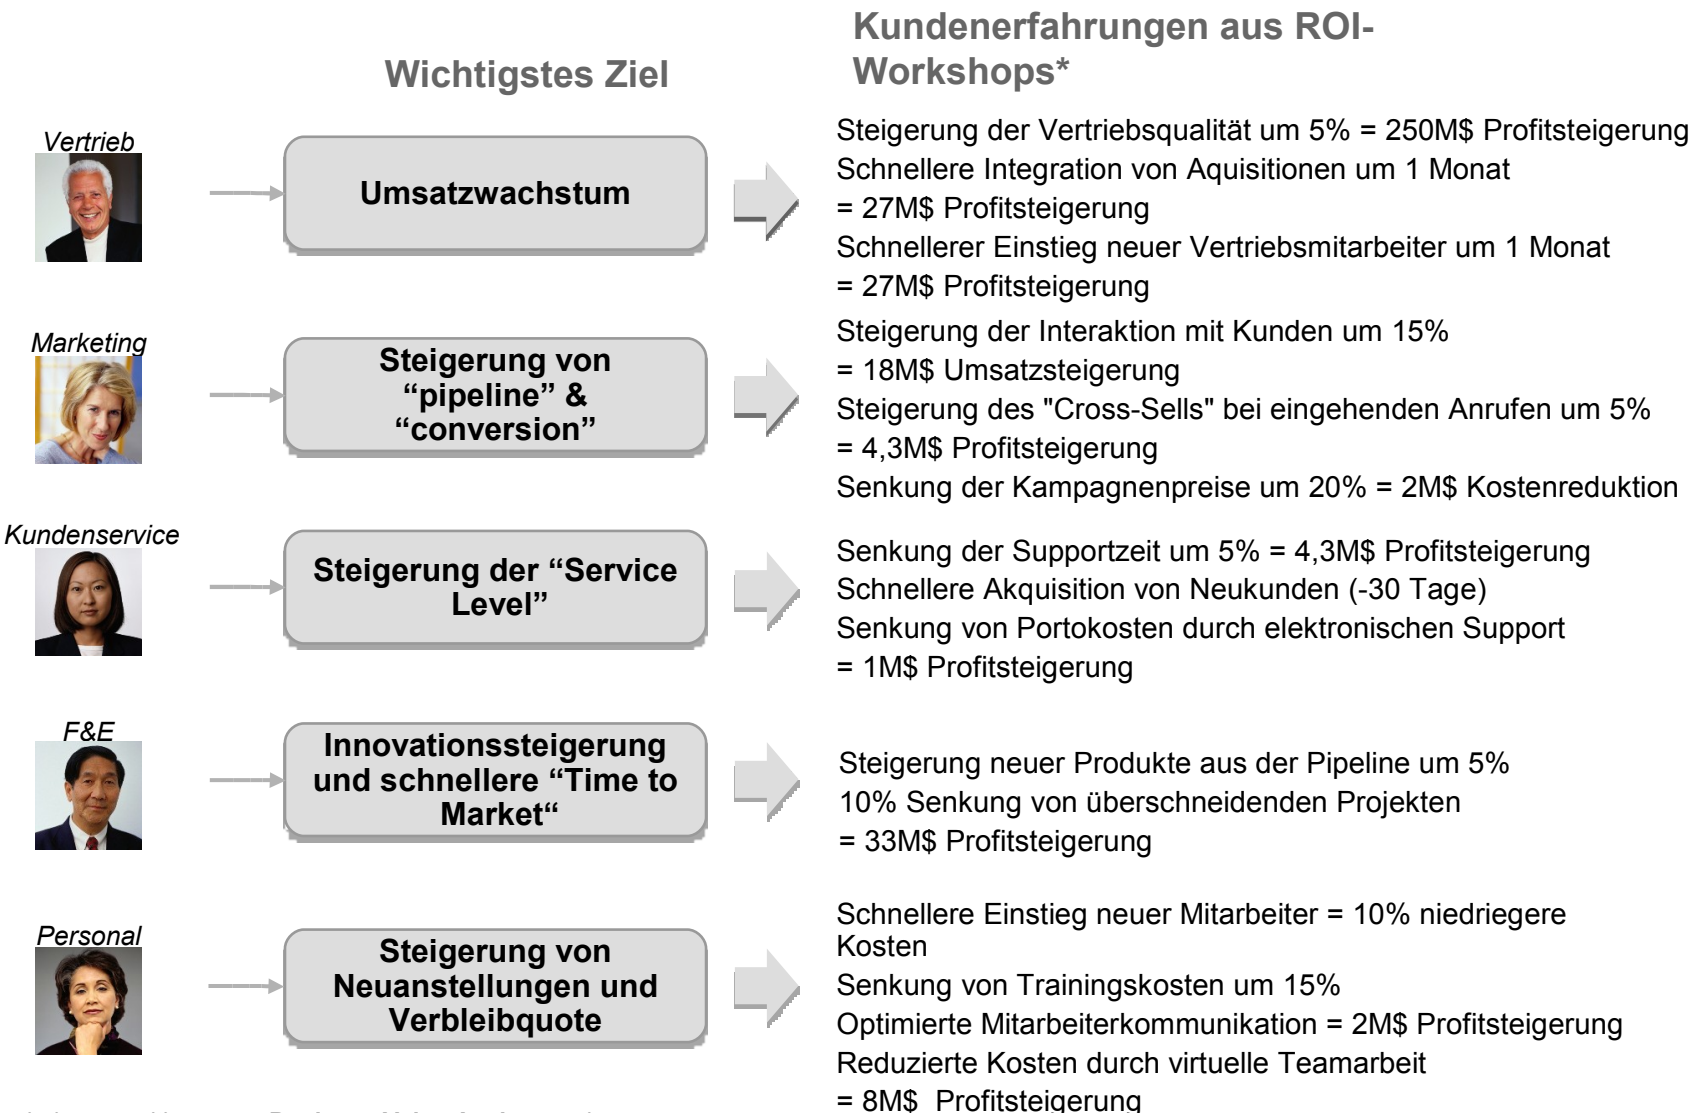 Wichtigstes Ziel
Kundenerfahrungen aus ROI-
Workshops*
Vertrieb
Umsatzwachstum
Steigerung der Vertriebsqualität um 5% = 250M$ Profitsteigerung
Schnellere Integration von Aquisitionen um 1 Monat
= 27M$ Profitsteigerung
Schnellerer Einstieg neuer Vertriebsmitarbeiter um 1 Monat
= 27M$ Profitsteigerung
Marketing
Steigerung von
“pipeline” &
“conversion”
Steigerung der Interaktion mit Kunden um 15%
= 18M$ Umsatzsteigerung
Steigerung des "Cross-Sells" bei eingehenden Anrufen um 5%
= 4,3M$ Profitsteigerung
Senkung der Kampagnenpreise um 20% = 2M$ Kostenreduktion
Kundenservice
Steigerung der “Service
Level”
Senkung der Supportzeit um 5% = 4,3M$ Profitsteigerung
Schnellere Akquisition von Neukunden (-30 Tage)
Senkung von Portokosten durch elektronischen Support
= 1M$ Profitsteigerung
F&E
Innovationssteigerung
und schnellere “Time to
Market“
Steigerung neuer Produkte aus der Pipeline um 5%
10% Senkung von überschneidenden Projekten
= 33M$ Profitsteigerung
Personal
Steigerung von
Neuanstellungen und
Verbleibquote
Schnellere Einstieg neuer Mitarbeiter = 10% niedriegere
Kosten
Senkung von Trainingskosten um 15%
Optimierte Mitarbeiterkommunikation = 2M$ Profitsteigerung
Reduzierte Kosten durch virtuelle Teamarbeit
= 8M$ Profitsteigerung